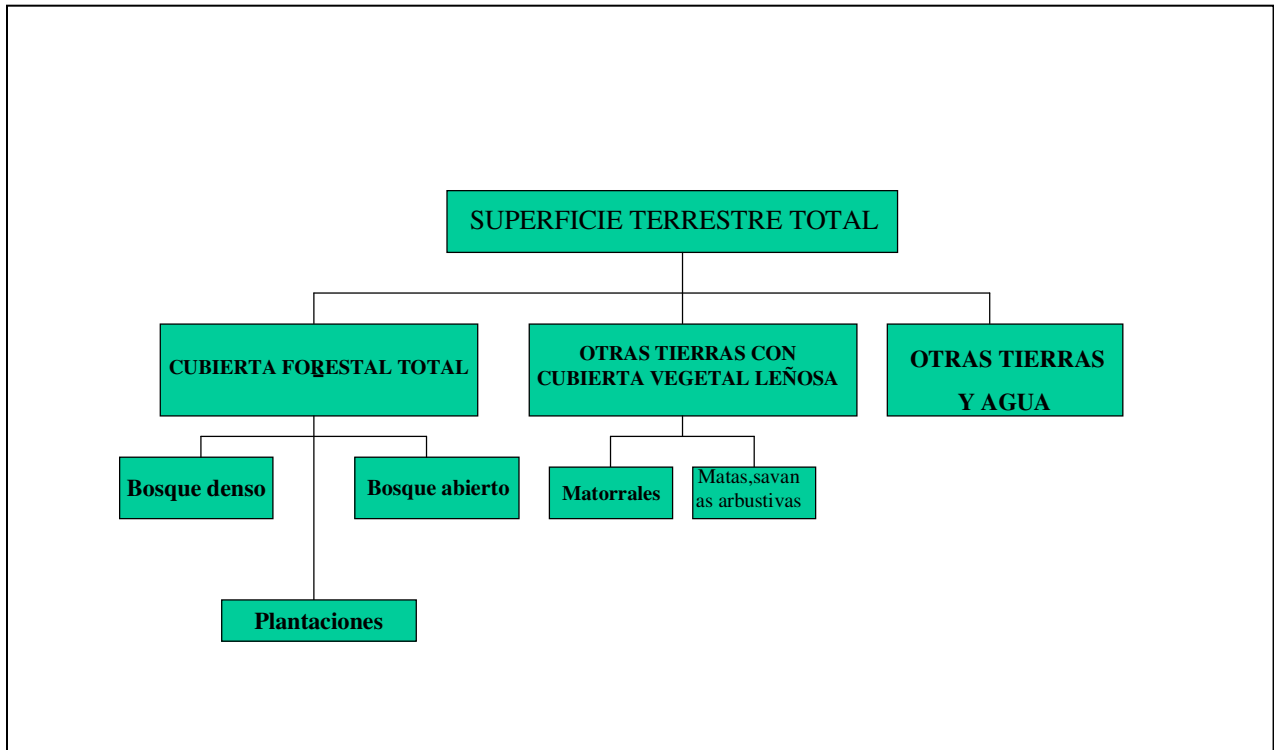 SUPERFICIE TERRESTRE TOTAL
CUBIERTA FORESTAL TOTAL
OTRAS TIERRAS CON
CUBIERTA VEGETAL LEÑOSA
OTRAS TIERRAS
Y AGUA
Bosque denso
Bosque abierto
Matorrales
Matas,savan
as arbustivas
Plantaciones